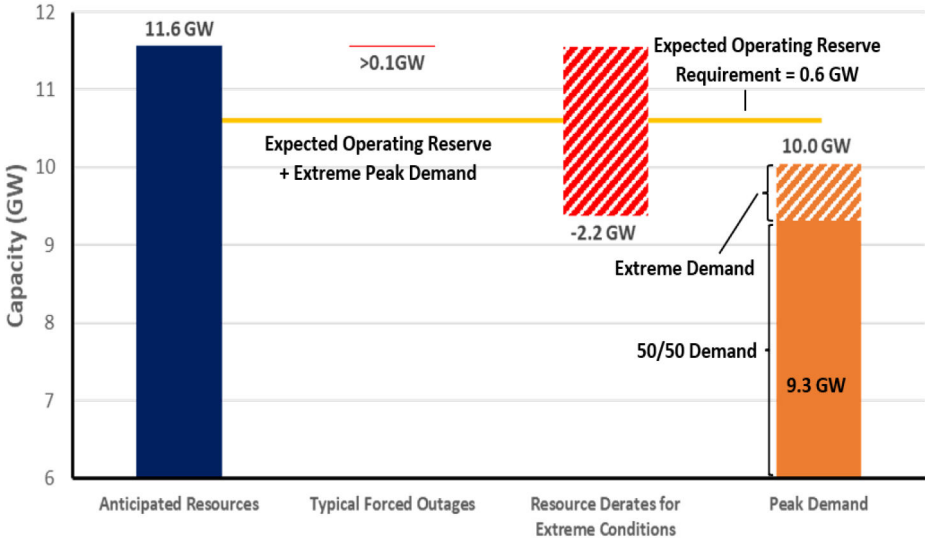 12
11.6 GW
>0.1GW
Expected Operating Reserve
Requirement = 0.6 GW
11
Expected Operating Reserve
+ Extreme Peak Demand
10.0 GW
10
-2.2 GW
9
Extreme Demand
Capacity (GW)
8
50/50 Demand
9.3 GW
7
6
Anticipated Resources
Typical Forced Outages
Resource Derates for
Extreme Conditions
Peak Demand